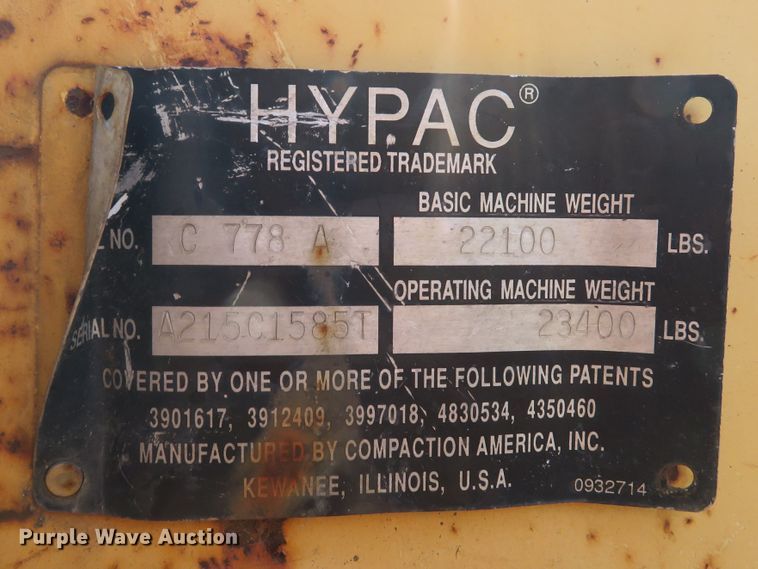 HYPAC®
REGISTERED TRADEMARK
BASIC MACHINE WEIGHT
L NO. C 778 A 22100 LBS.
OPERATING MACHINE WEIGHT
SERIAL NO. A215C1585T 23400 LBS.
COVERED BY ONE OR MORE OF THE FOLLOWING PATENTS
3901617, 3912409, 3997018, 4830534, 4350460
MANUFACTURED BY COMPACTION AMERICA, INC.
KEWANEE, ILLINOIS, U.S.A. 0932714
Purple Wave Auction